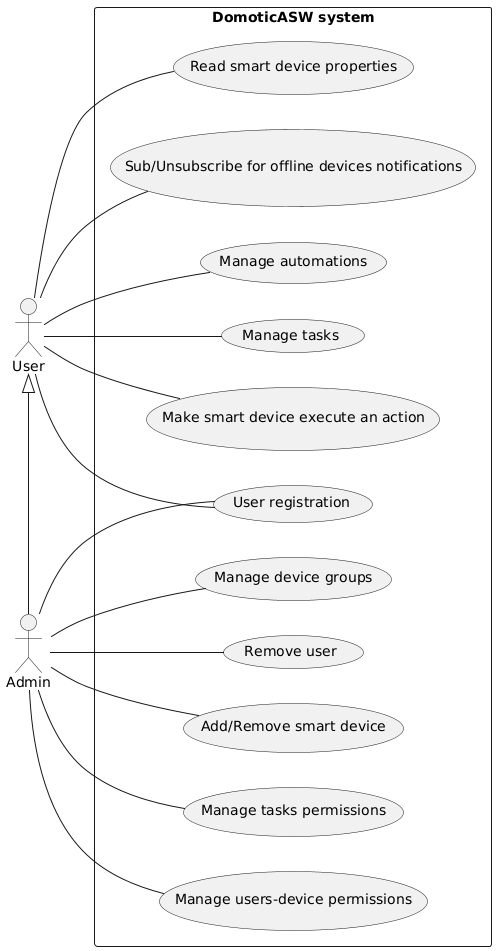 DomoticASW system
Read smart device properties
Sub/Unsubscribe for offline devices notifications
Manage automations
Manage tasks
User
Make smart device execute an action
User registration
Manage device groups
Remove user
Admin
Add/Remove smart device
Manage tasks permissions
Manage users-device permissions